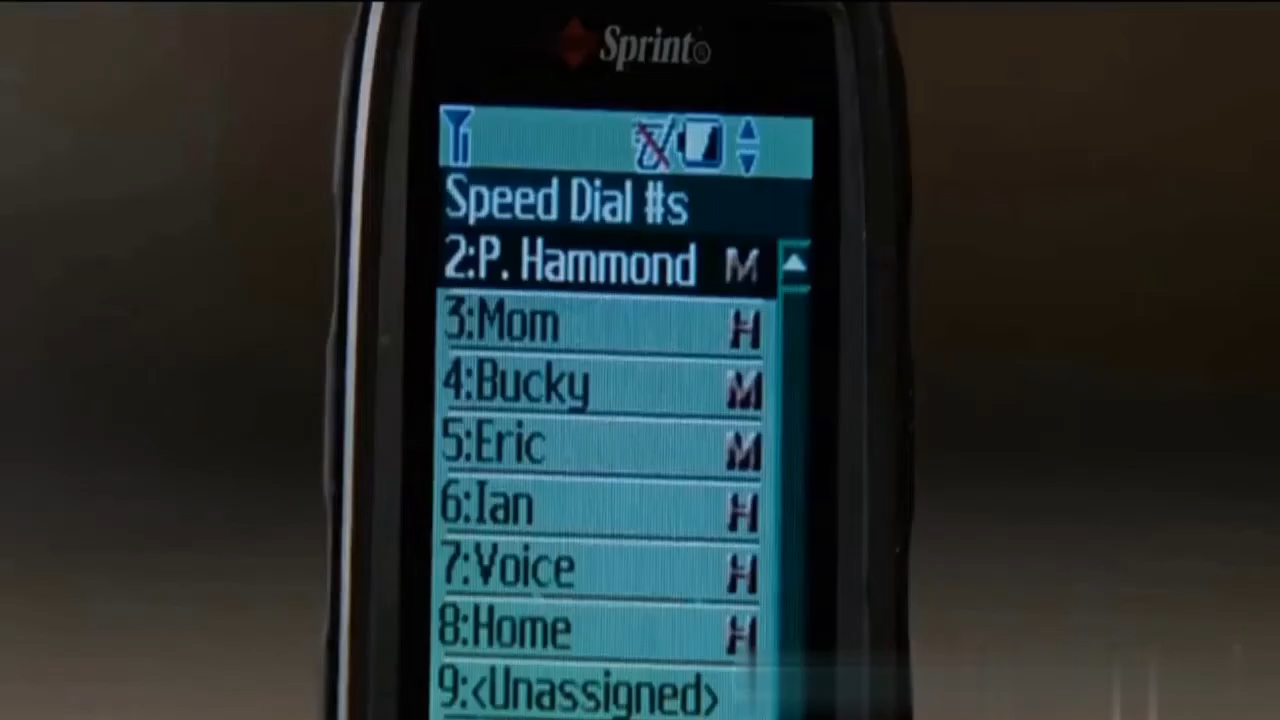 Sprint
Speed Dial #s
2:P. Hammond M
3:Mom H
4:Bucky M
5:Eric M
6:Ian H
7:Voice H
8:Home H
9:<Unassigned>